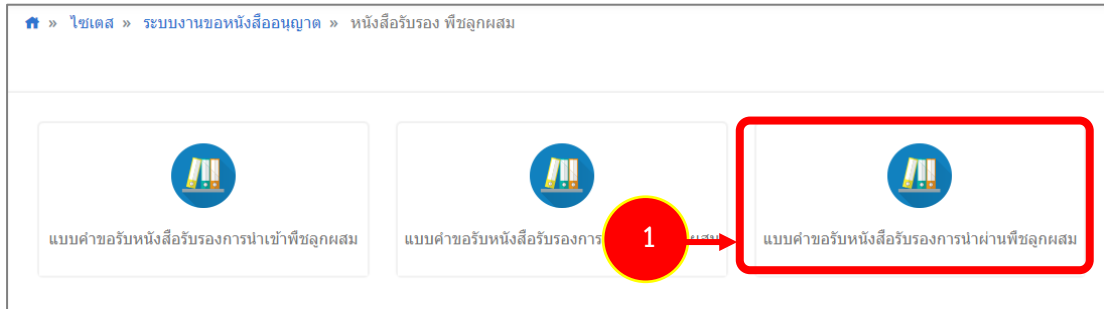 » ไซเตส » ระบบงานขอหนังสืออนุญาต » หนังสือรับรอง พืชลูกผสม
แบบคำขอรับหนังสือรับรองการนำเข้าพืชลูกผสม
แบบคำขอรับหนังสือรับรองการ
1
แบบคำขอรับหนังสือรับรองการนำผ่านพืชลูกผสม